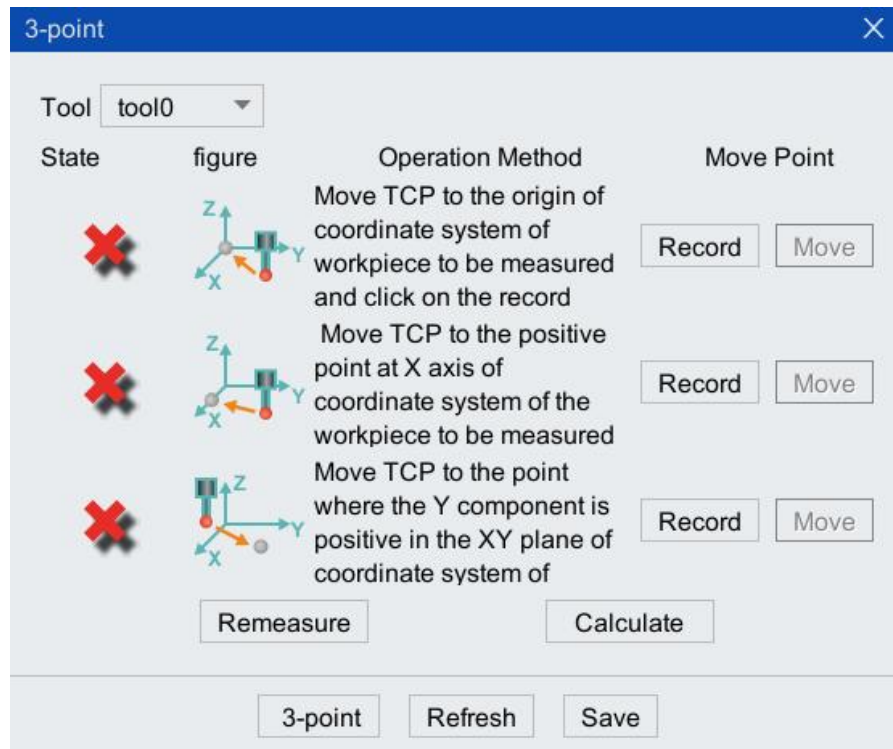 3-point
Tool tool0
State figure Operation Method Move Point
Move TCP to the origin of
coordinate system of
workpiece to be measured
and click on the record
Z
Y
X
Record Move
Move TCP to the positive
point at X axis of
coordinate system of the
workpiece to be measured
Z
Y
X
Record Move
Move TCP to the point
where the Y component is
positive in the XY plane of
coordinate system of
Z
Y
X
Record Move
Remeasure Calculate
3-point Refresh Save